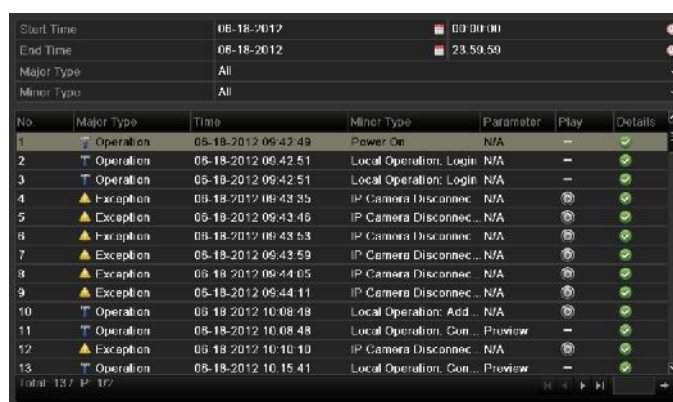 Start Time 06-18-2012 00:00:00
End Time 06-18-2012 23:59:59
Major Type All
Minor Type All
No. Major Type Time Minor Type Parameter Play Details
1 Operation 06-18-2012 09:42:49 Power On N/A —
2 Operation 06-18-2012 09:42:51 Local Operation: Login N/A —
3 Operation 06-18-2012 09:42:51 Local Operation: Login N/A —
4 Exception 06-18-2012 09:43:35 IP Camera Disconnec... N/A
5 Exception 06-18-2012 09:43:46 IP Camera Disconnec... N/A
6 Exception 06-18-2012 09:43:53 IP Camera Disconnec... N/A
7 Exception 06-18-2012 09:43:59 IP Camera Disconnec... N/A
8 Exception 06-18-2012 09:44:05 IP Camera Disconnec... N/A
9 Exception 06-18-2012 09:44:11 IP Camera Disconnec... N/A
10 Operation 06-18-2012 10:08:48 Local Operation: Add... N/A —
11 Operation 06-18-2012 10:08:48 Local Operation: Con... Preview —
12 Exception 06-18-2012 10:10:10 IP Camera Disconnec... N/A
13 Operation 06-18-2012 10:15:41 Local Operation: Con... Preview —
Total: 137 P: 1/2